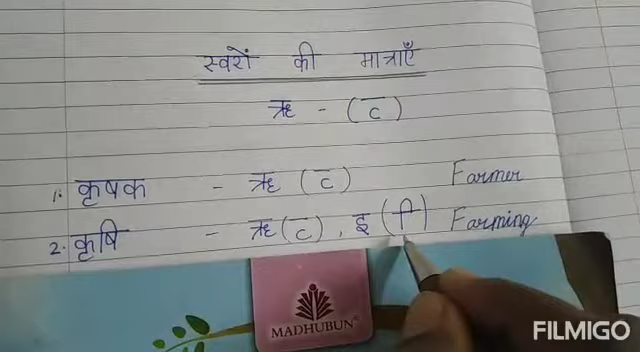 स्वरों की मात्राएँ
ऋ - ( ृ )
1. कृषक - ऋ ( ृ ) Farmer
2. कृषि - ऋ ( ृ ), इ ( ि ) Farming
MADHUBUN
FILMIGO